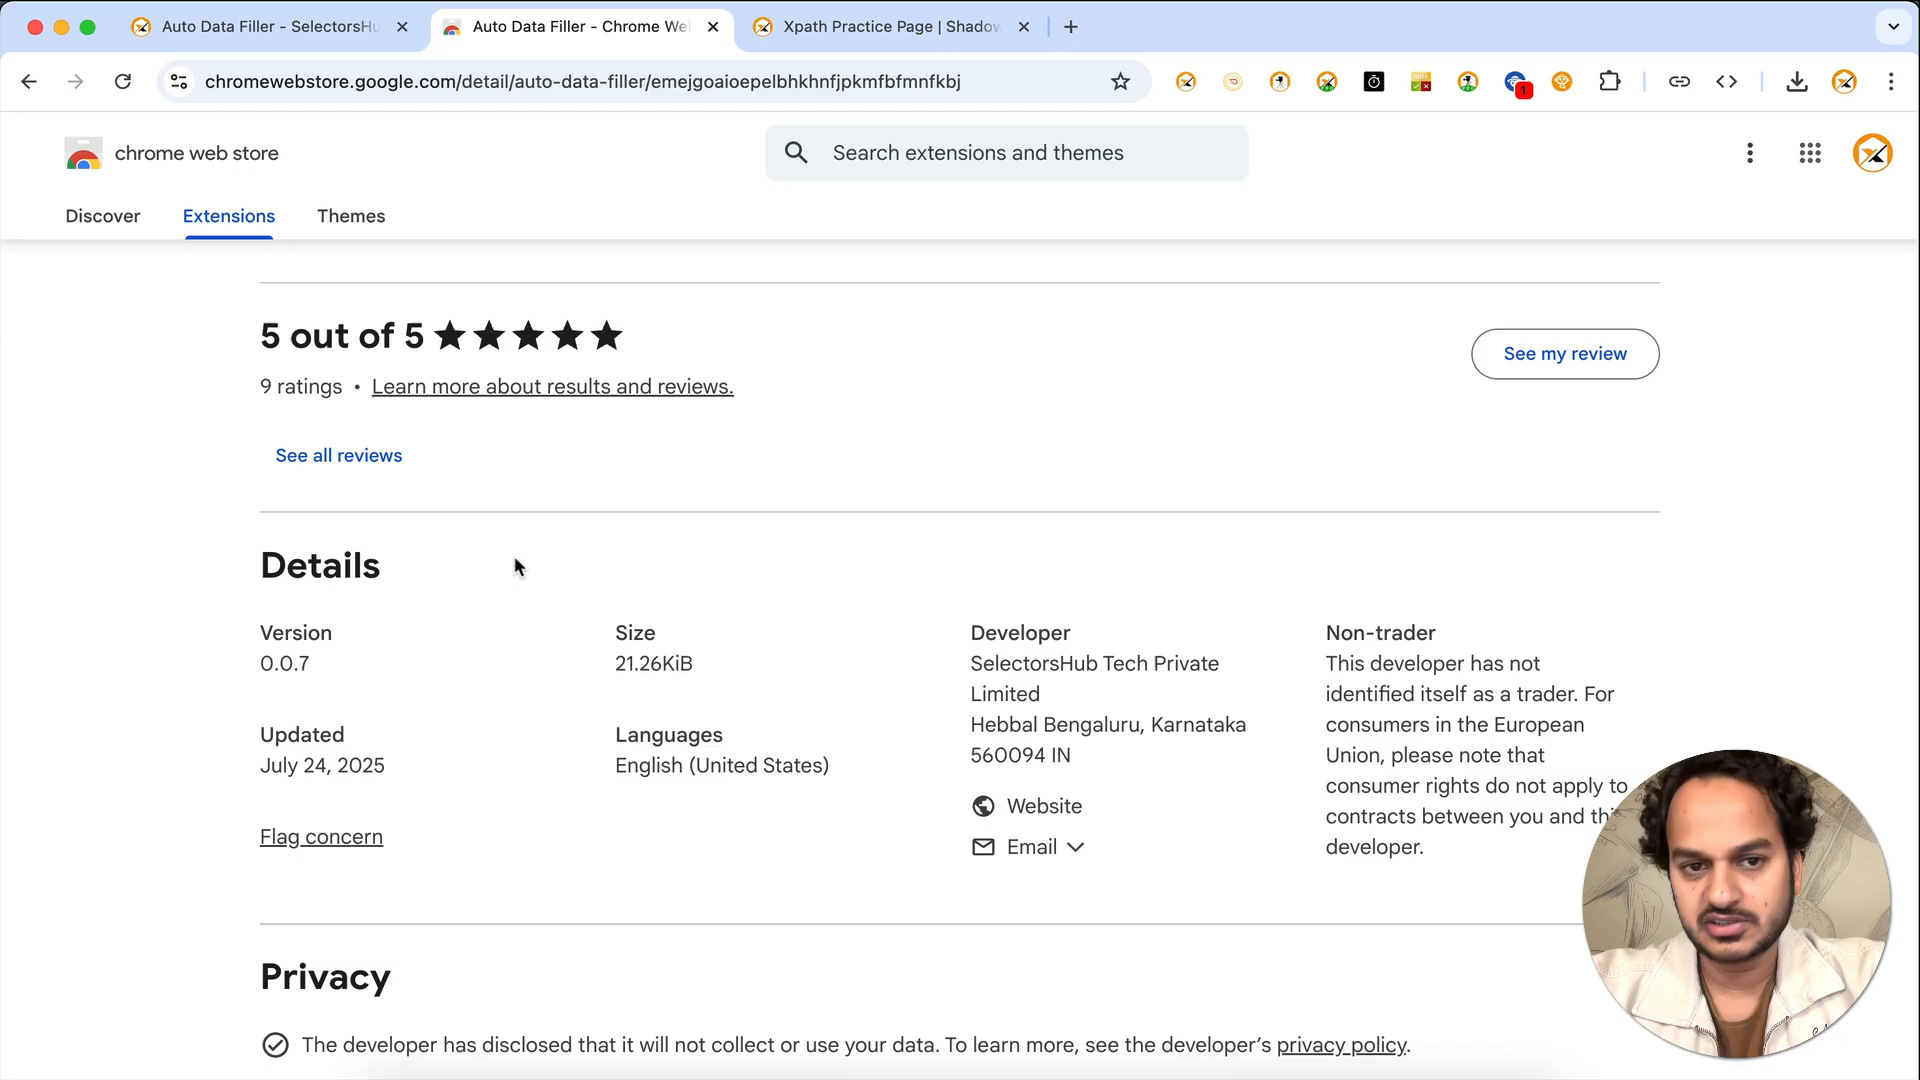 Auto Data Filler - SelectorsHu
Auto Data Filler - Chrome We
Xpath Practice Page | Shadow
chromewebstore.google.com/detail/auto-data-filler/emejgoaioepelbhkhnfjpkmfbfmnfkbj
1
chrome web store
Search extensions and themes
Discover
Extensions
Themes
5 out of 5
See my review
9 ratings • Learn more about results and reviews.
See all reviews
Details
Version
0.0.7
Size
21.26KiB
Developer
SelectorsHub Tech Private
Limited
Hebbal Bengaluru, Karnataka
560094 IN
Website
Email
Non-trader
This developer has not
identified itself as a trader. For
consumers in the European
Union, please note that
consumer rights do not apply to
contracts between you and
developer.
Updated
July 24, 2025
Languages
English (United States)
Flag concern
Privacy
The developer has disclosed that it will not collect or use your data. To learn more, see the developer's privacy policy.